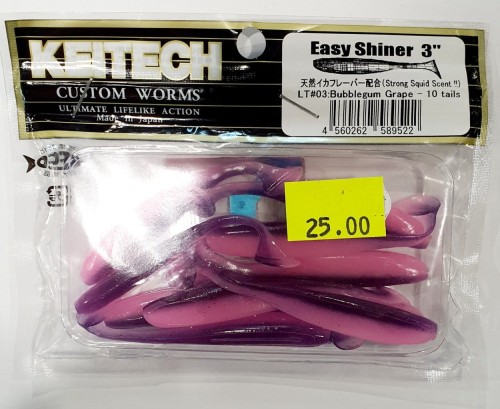 KEITECH
CUSTOM WORMS
ULTIMATE LIFELIKE ACTION
Made In Japan
Easy Shiner 3"
天然イカフレーバー配合(Strong Squid Scent !!)
LT#03:Bubblegum Grape - 10 tails
4 560262 589522
25.00